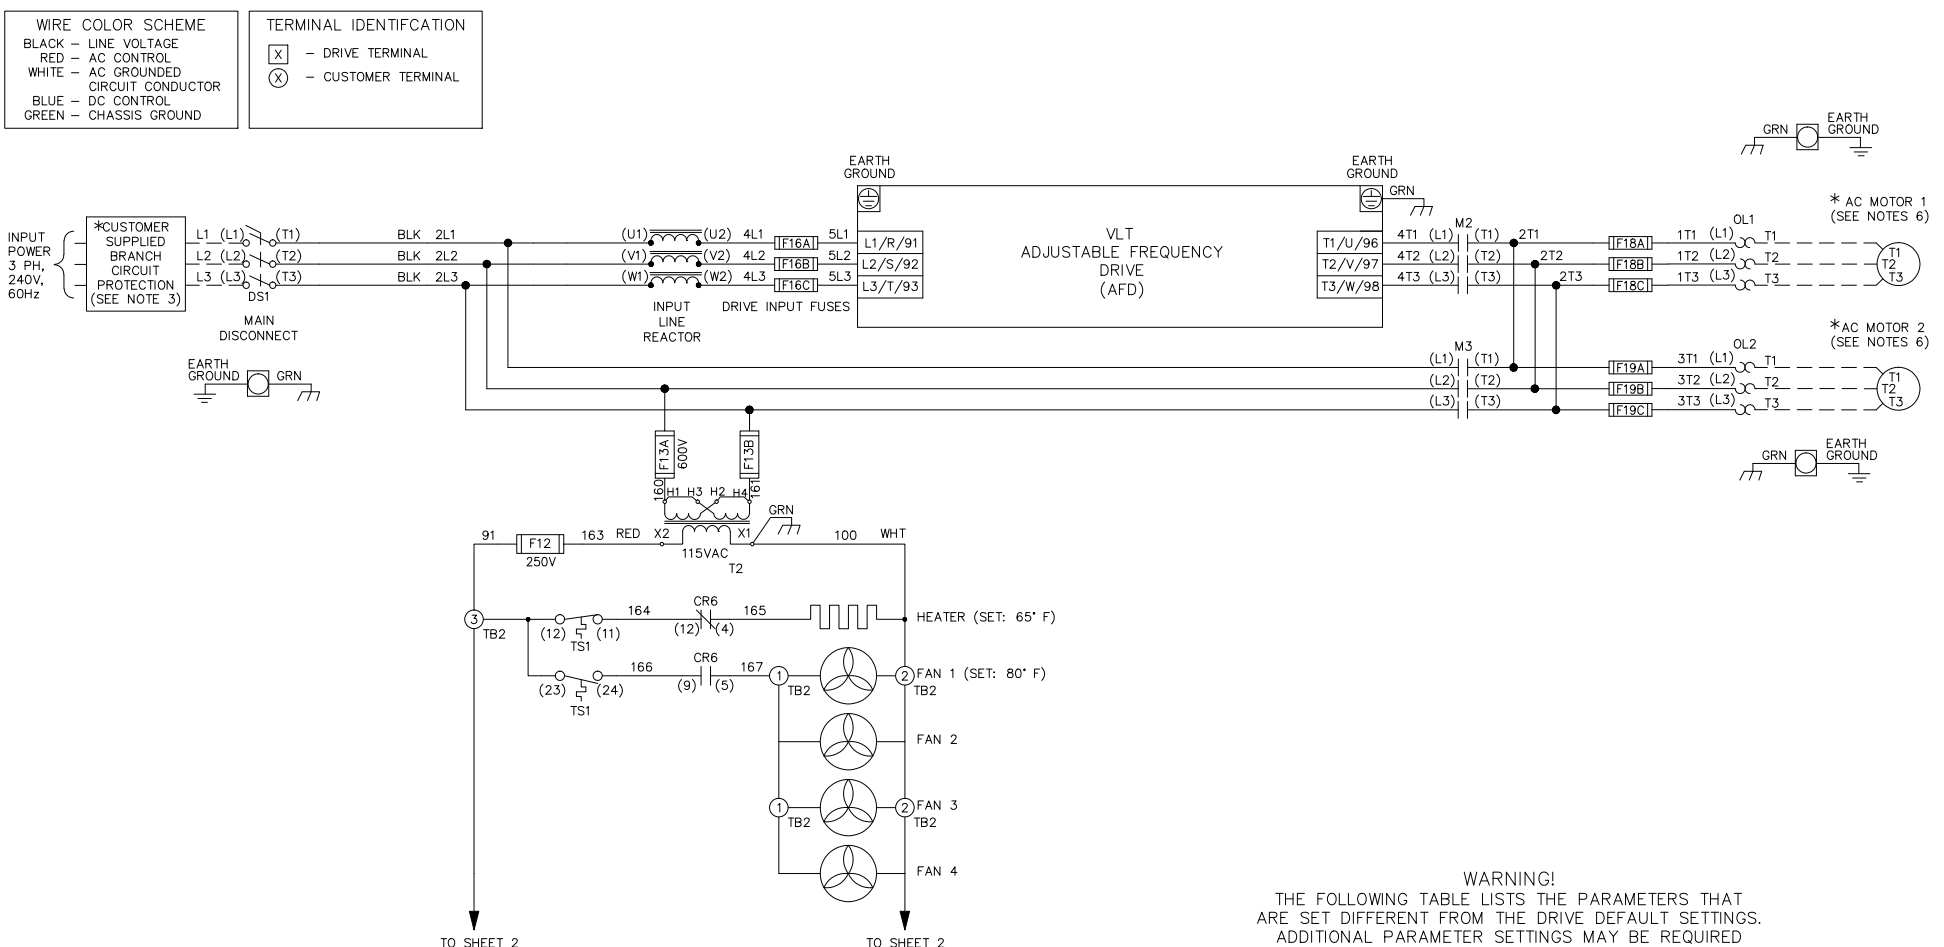 WIRE COLOR SCHEME
BLACK – LINE VOLTAGE
RED – AC CONTROL
WHITE – AC GROUNDED
CIRCUIT CONDUCTOR
BLUE – DC CONTROL
GREEN – CHASSIS GROUND
TERMINAL IDENTIFCATION
X – DRIVE TERMINAL
X – CUSTOMER TERMINAL
INPUT
POWER
3 PH,
240V,
60Hz
*CUSTOMER
SUPPLIED
BRANCH
CIRCUIT
PROTECTION
(SEE NOTE 3)
L1 (L1) (T1) BLK 2L1 (U1) (U2) 4L1 F16A 5L1 L1/R/91
L2 (L2) (T2) BLK 2L2 (V1) (V2) 4L2 F16B 5L2 L2/S/92
L3 (L3) (T3) BLK 2L3 (W1) (W2) 4L3 F16C 5L3 L3/T/93
DS1
MAIN
DISCONNECT
INPUT
LINE
REACTOR
DRIVE INPUT FUSES
EARTH
GROUND
GRN
EARTH
GROUND
VLT
ADJUSTABLE FREQUENCY
DRIVE
(AFD)
EARTH
GROUND
GRN
GRN
EARTH
GROUND
M2
T1/U/96 4T1 (L1) (T1) 2T1 F18A 1T1 (L1) T1
T2/V/97 4T2 (L2) (T2) 2T2 F18B 1T2 (L2) T2
T3/W/98 4T3 (L3) (T3) 2T3 F18C 1T3 (L3) T3
OL1
* AC MOTOR 1
(SEE NOTES 6)
T1
T2
T3
M3
(L1) (T1) F19A 3T1 (L1) T1
(L2) (T2) F19B 3T2 (L2) T2
(L3) (T3) F19C 3T3 (L3) T3
OL2
*AC MOTOR 2
(SEE NOTES 6)
T1
T2
T3
GRN
EARTH
GROUND
F13A
600V
F13B
160
161
H1 H3 H2 H4
GRN
91 F12 163 RED X2 X1 100 WHT
250V
115VAC
T2
3
TB2
164 CR6 165
(12) (11) (12) (4)
TS1
HEATER (SET: 65° F)
166 CR6 167
(23) (24) (9) (5)
TS1
1
TB2
2
TB2
FAN 1 (SET: 80° F)
FAN 2
1
TB2
2
TB2
FAN 3
FAN 4
TO SHEET 2
TO SHEET 2
WARNING!
THE FOLLOWING TABLE LISTS THE PARAMETERS THAT
ARE SET DIFFERENT FROM THE DRIVE DEFAULT SETTINGS.
ADDITIONAL PARAMETER SETTINGS MAY BE REQUIRED